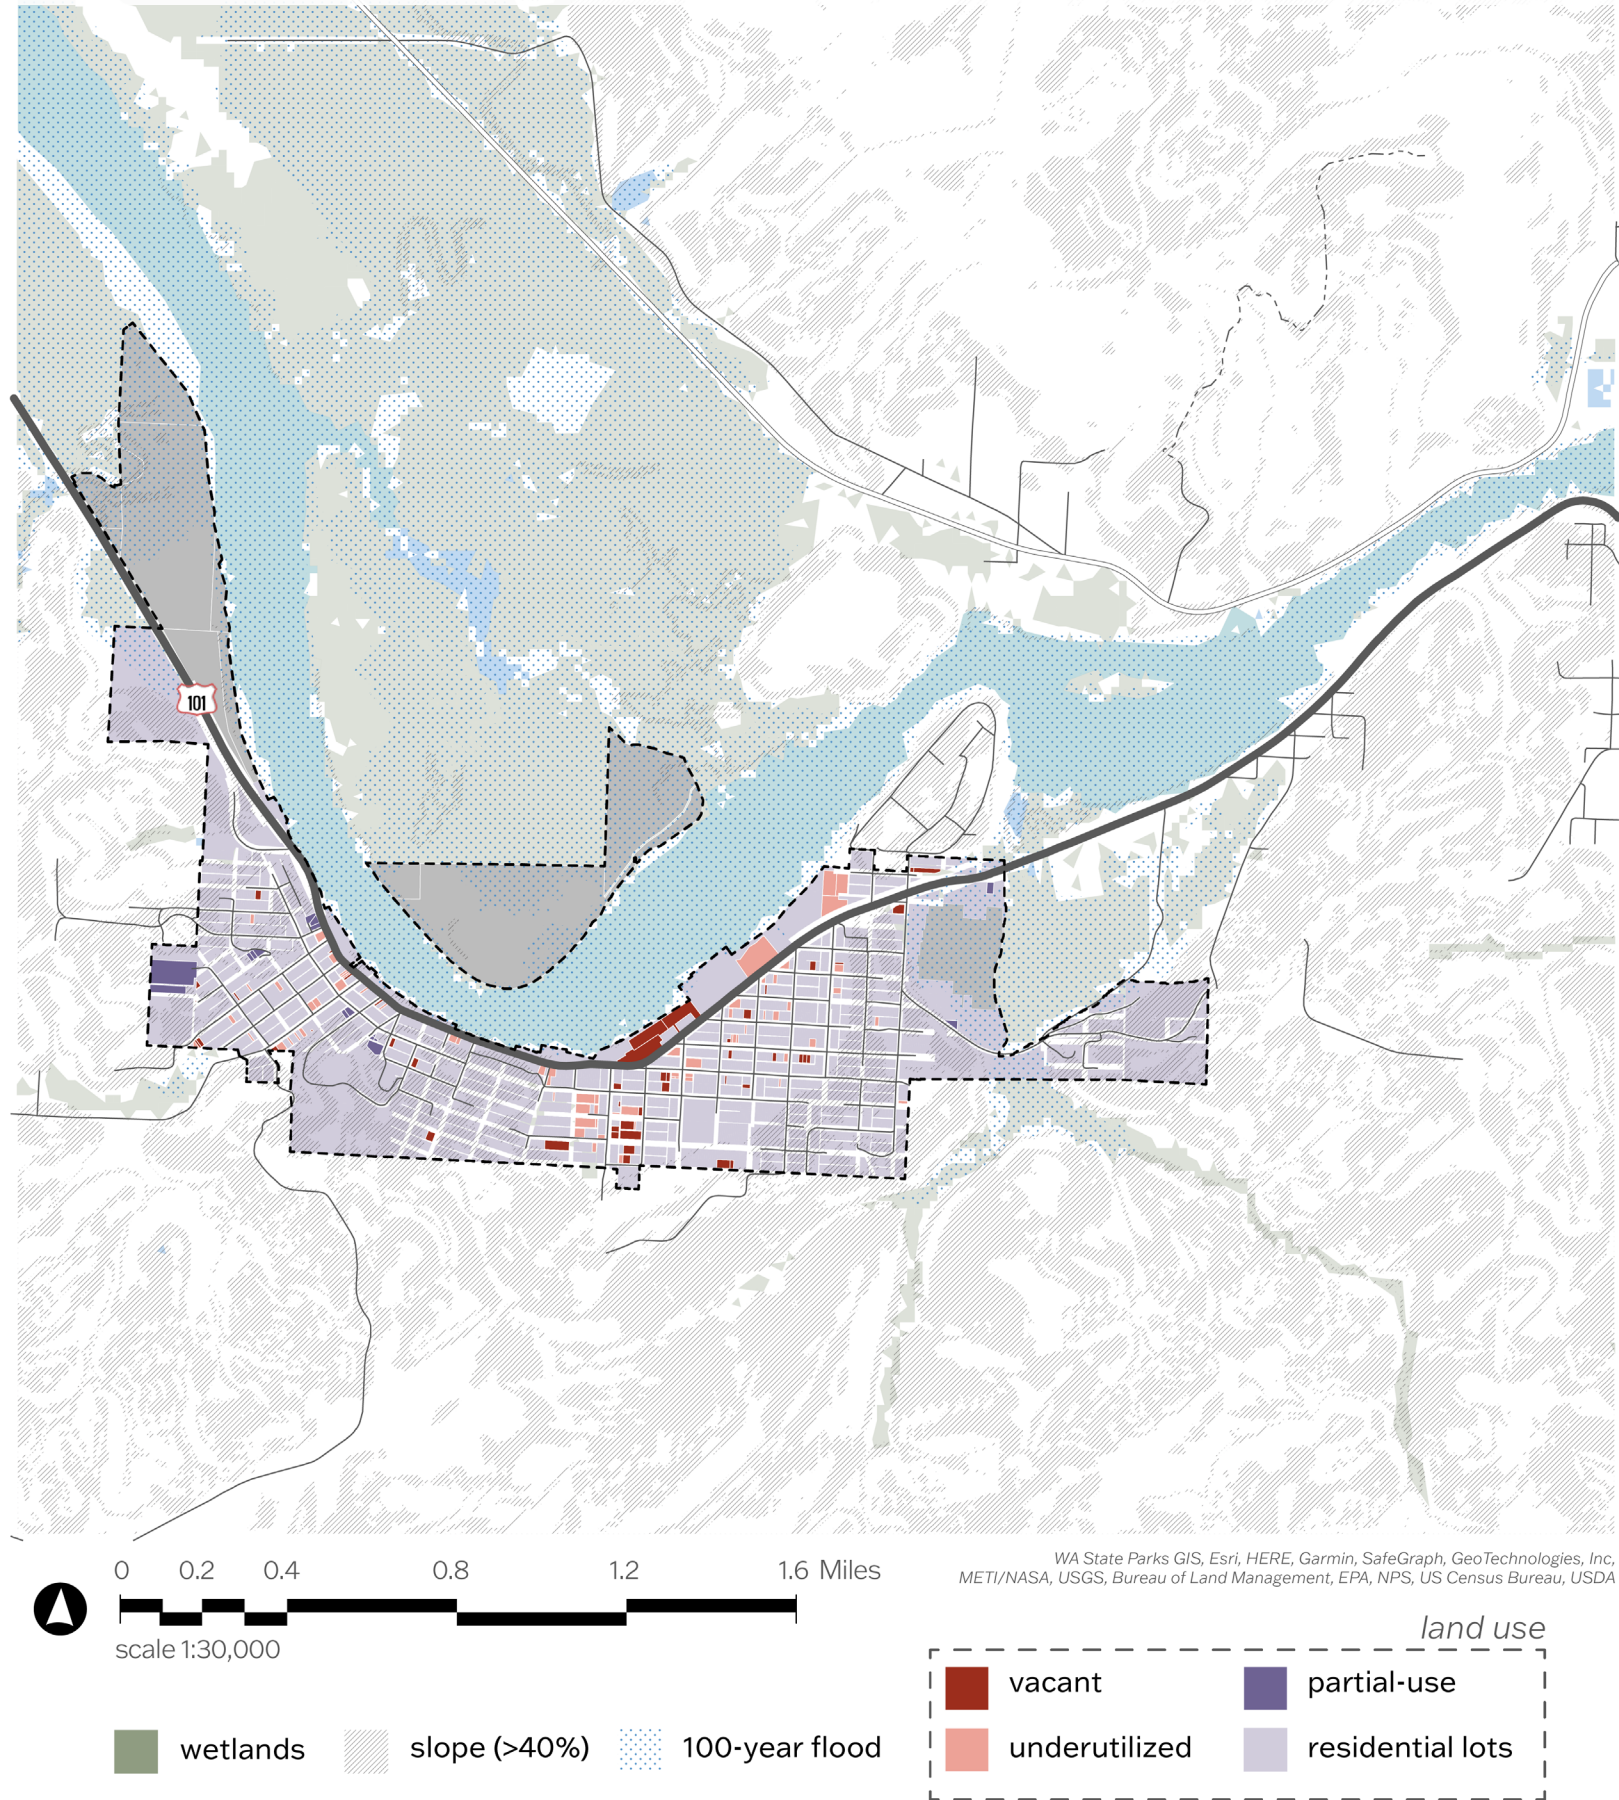 101
0 0.2 0.4 0.8 1.2 1.6 Miles
scale 1:30,000
WA State Parks GIS, Esri, HERE, Garmin, SafeGraph, GeoTechnologies, Inc,
METI/NASA, USGS, Bureau of Land Management, EPA, NPS, US Census Bureau, USDA
land use
vacant
partial-use
underutilized
residential lots
wetlands
slope (>40%)
100-year flood